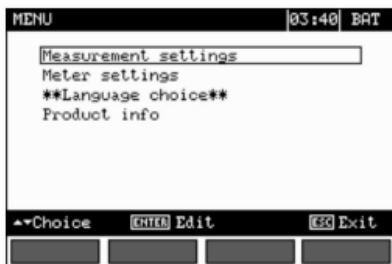 MENU 03:40 BAT
Measurement settings
Meter settings
**Language choice**
Product info
▲▼Choice ENTER Edit ESC Exit